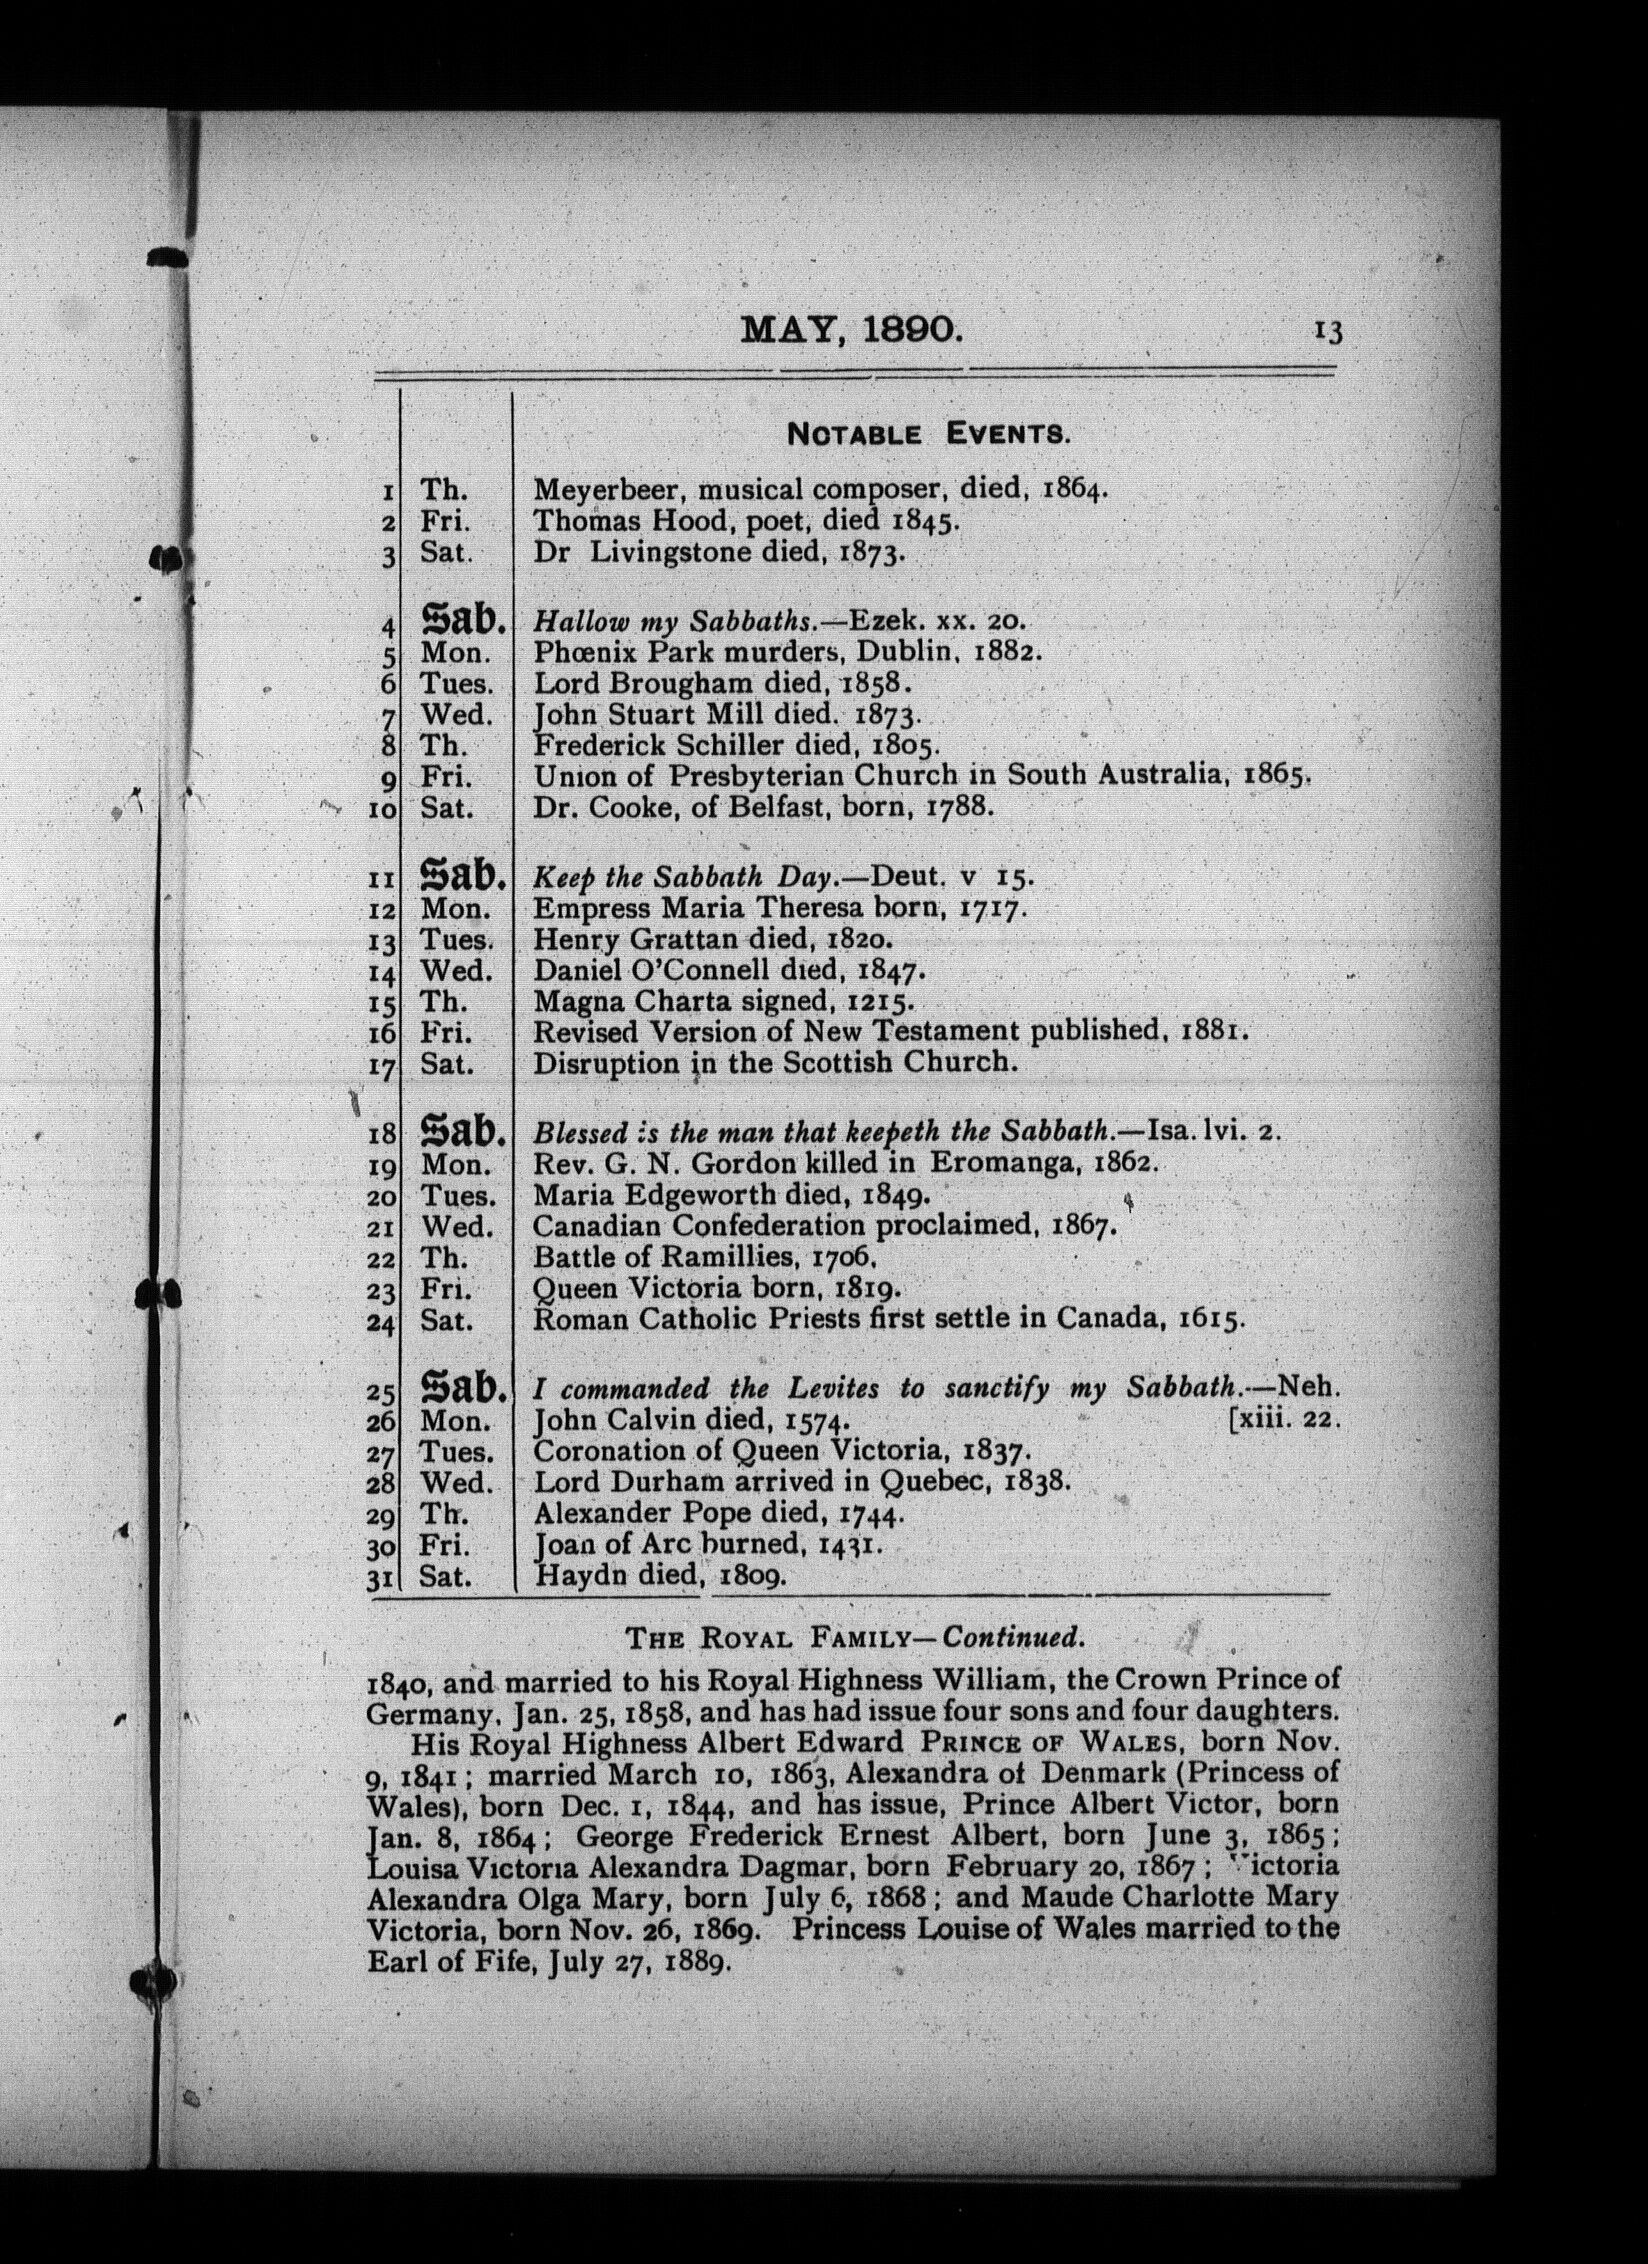 MAY, 1890. 13
NOTABLE EVENTS.
1 Th. Meyerbeer, musical composer, died, 1864.
2 Fri. Thomas Hood, poet, died 1845.
3 Sat. Dr Livingstone died, 1873.
4 Sab. Hallow my Sabbaths.—Ezek. xx. 20.
5 Mon. Phœnix Park murders, Dublin, 1882.
6 Tues. Lord Brougham died, 1858.
7 Wed. John Stuart Mill died. 1873.
8 Th. Frederick Schiller died, 1805.
9 Fri. Union of Presbyterian Church in South Australia, 1865.
10 Sat. Dr. Cooke, of Belfast, born, 1788.
11 Sab. Keep the Sabbath Day.—Deut. v 15.
12 Mon. Empress Maria Theresa born, 1717.
13 Tues. Henry Grattan died, 1820.
14 Wed. Daniel O'Connell died, 1847.
15 Th. Magna Charta signed, 1215.
16 Fri. Revised Version of New Testament published, 1881.
17 Sat. Disruption in the Scottish Church.
18 Sab. Blessed is the man that keepeth the Sabbath.—Isa. lvi. 2.
19 Mon. Rev. G. N. Gordon killed in Eromanga, 1862.
20 Tues. Maria Edgeworth died, 1849.
21 Wed. Canadian Confederation proclaimed, 1867.
22 Th. Battle of Ramillies, 1706.
23 Fri. Queen Victoria born, 1819.
24 Sat. Roman Catholic Priests first settle in Canada, 1615.
25 Sab. I commanded the Levites to sanctify my Sabbath.—Neh.
26 Mon. John Calvin died, 1574. [xiii. 22.
27 Tues. Coronation of Queen Victoria, 1837.
28 Wed. Lord Durham arrived in Quebec, 1838.
29 Th. Alexander Pope died, 1744.
30 Fri. Joan of Arc burned, 1431.
31 Sat. Haydn died, 1809.
THE ROYAL FAMILY—Continued.
1840, and married to his Royal Highness William, the Crown Prince of
Germany, Jan. 25, 1858, and has had issue four sons and four daughters.
His Royal Highness Albert Edward PRINCE OF WALES, born Nov.
9, 1841; married March 10, 1863, Alexandra of Denmark (Princess of
Wales), born Dec. 1, 1844, and has issue, Prince Albert Victor, born
Jan. 8, 1864; George Frederick Ernest Albert, born June 3, 1865;
Louisa Victoria Alexandra Dagmar, born February 20, 1867; Victoria
Alexandra Olga Mary, born July 6, 1868; and Maude Charlotte Mary
Victoria, born Nov. 26, 1869. Princess Louise of Wales married to the
Earl of Fife, July 27, 1889.